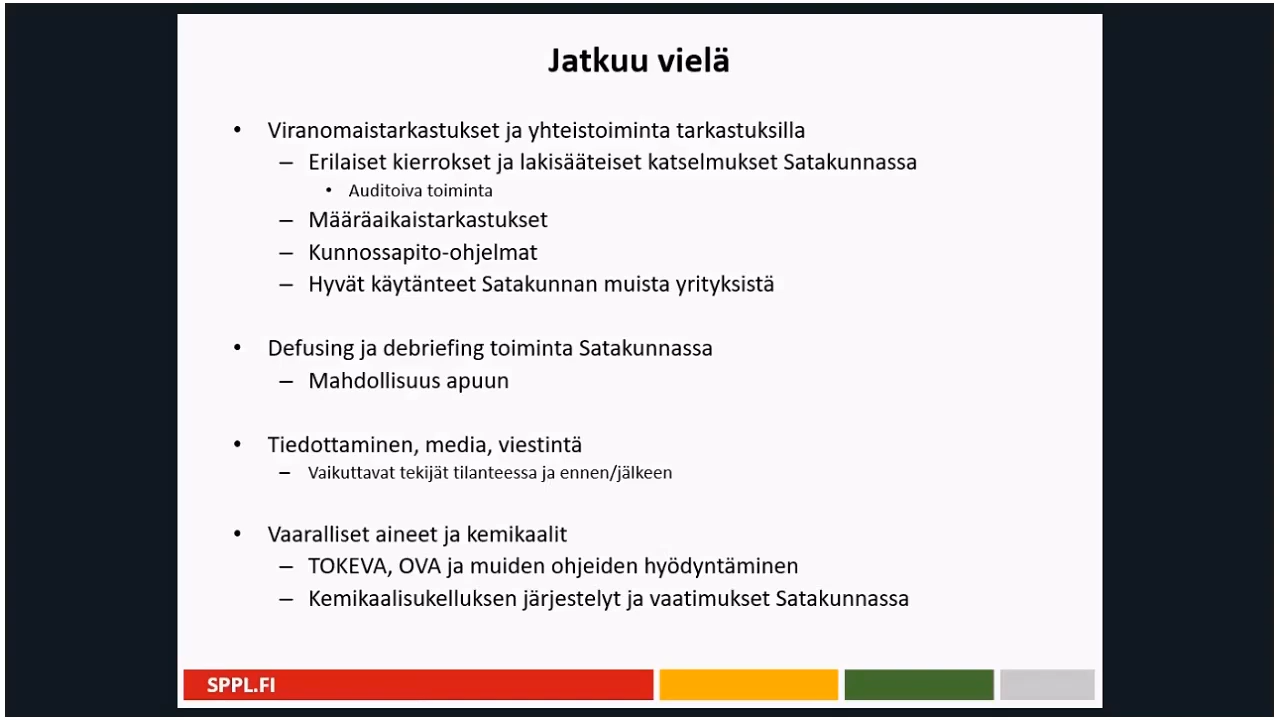 Jatkuu vielä
• Viranomaistarkastukset ja yhteistoiminta tarkastuksilla
– Erilaiset kierrokset ja lakisääteiset katselmukset Satakunnassa
• Auditoiva toiminta
– Määräaikaistarkastukset
– Kunnossapito-ohjelmat
– Hyvät käytänteet Satakunnan muista yrityksistä
• Defusing ja debriefing toiminta Satakunnassa
– Mahdollisuus apuun
• Tiedottaminen, media, viestintä
– Vaikuttavat tekijät tilanteessa ja ennen/jälkeen
• Vaaralliset aineet ja kemikaalit
– TOKEVA, OVA ja muiden ohjeiden hyödyntäminen
– Kemikaalisukelluksen järjestelyt ja vaatimukset Satakunnassa
SPPL.FI